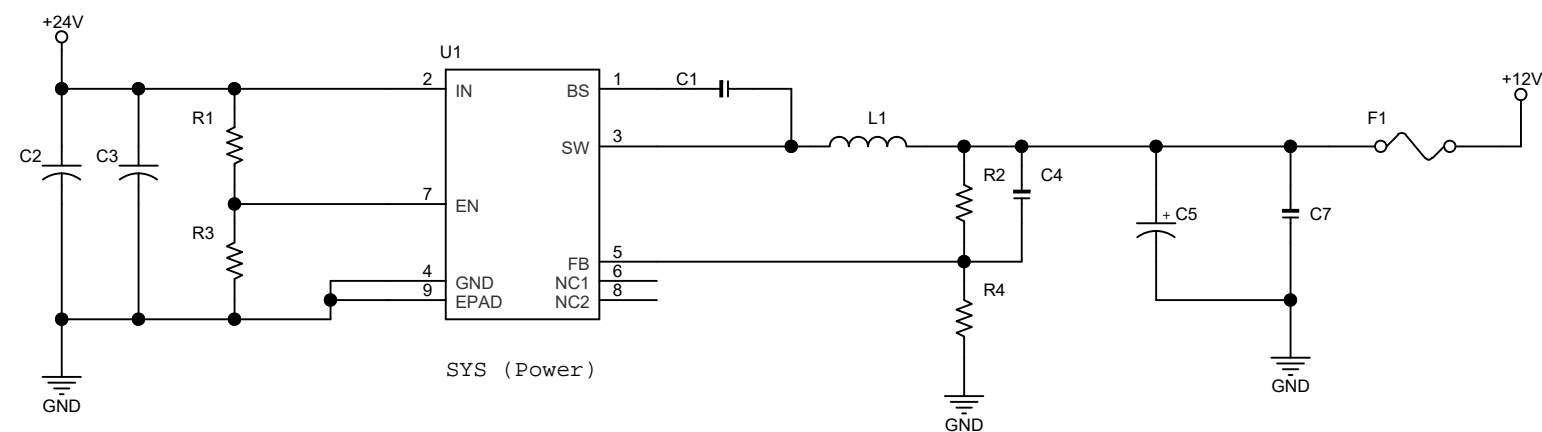 +24V
+12V
U1
2
IN
BS
1
C1
R1
3
SW
L1
F1
C2
C3
R2
C4
7
EN
+ C5
C7
R3
5
FB
4
GND
NC1
6
R4
9
EPAD
NC2
8
SYS (Power)
GND
GND
GND